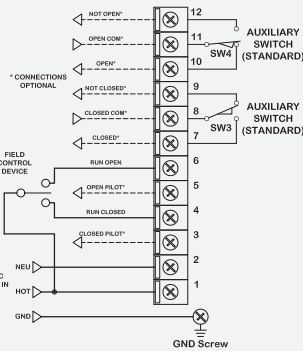 NOT OPEN*
12
OPEN COM*
11
AUXILIARY
SWITCH
(STANDARD)
SW4
OPEN*
10
* CONNECTIONS
OPTIONAL
NOT CLOSED*
9
CLOSED COM*
8
AUXILIARY
SWITCH
(STANDARD)
SW3
CLOSED*
7
FIELD
CONTROL
DEVICE
RUN OPEN
6
OPEN PILOT*
5
RUN CLOSED
4
CLOSED PILOT*
3
NEU
2
C
IN
HOT
1
GND
GND Screw